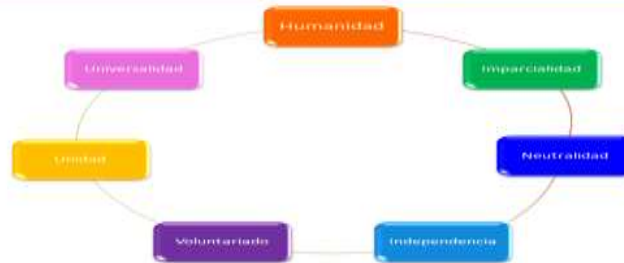 Humanidad
Imparcialidad
Neutralidad
Independencia
Voluntariado
Unidad
Universalidad